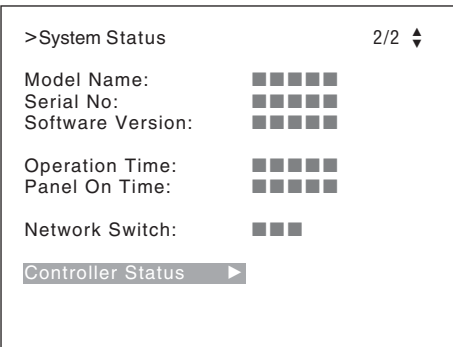 >System Status 2/2
Model Name: ■■■■■
Serial No: ■■■■■
Software Version: ■■■■■
Operation Time: ■■■■■
Panel On Time: ■■■■■
Network Switch: ■■■
Controller Status